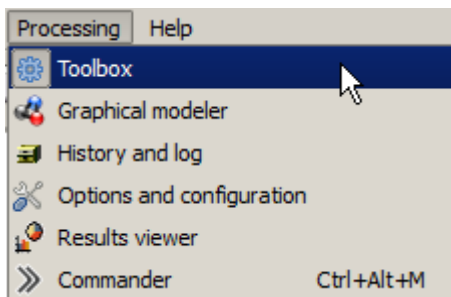 Processing Help
Toolbox
Graphical modeler
History and log
Options and configuration
Results viewer
Commander Ctrl+Alt+M